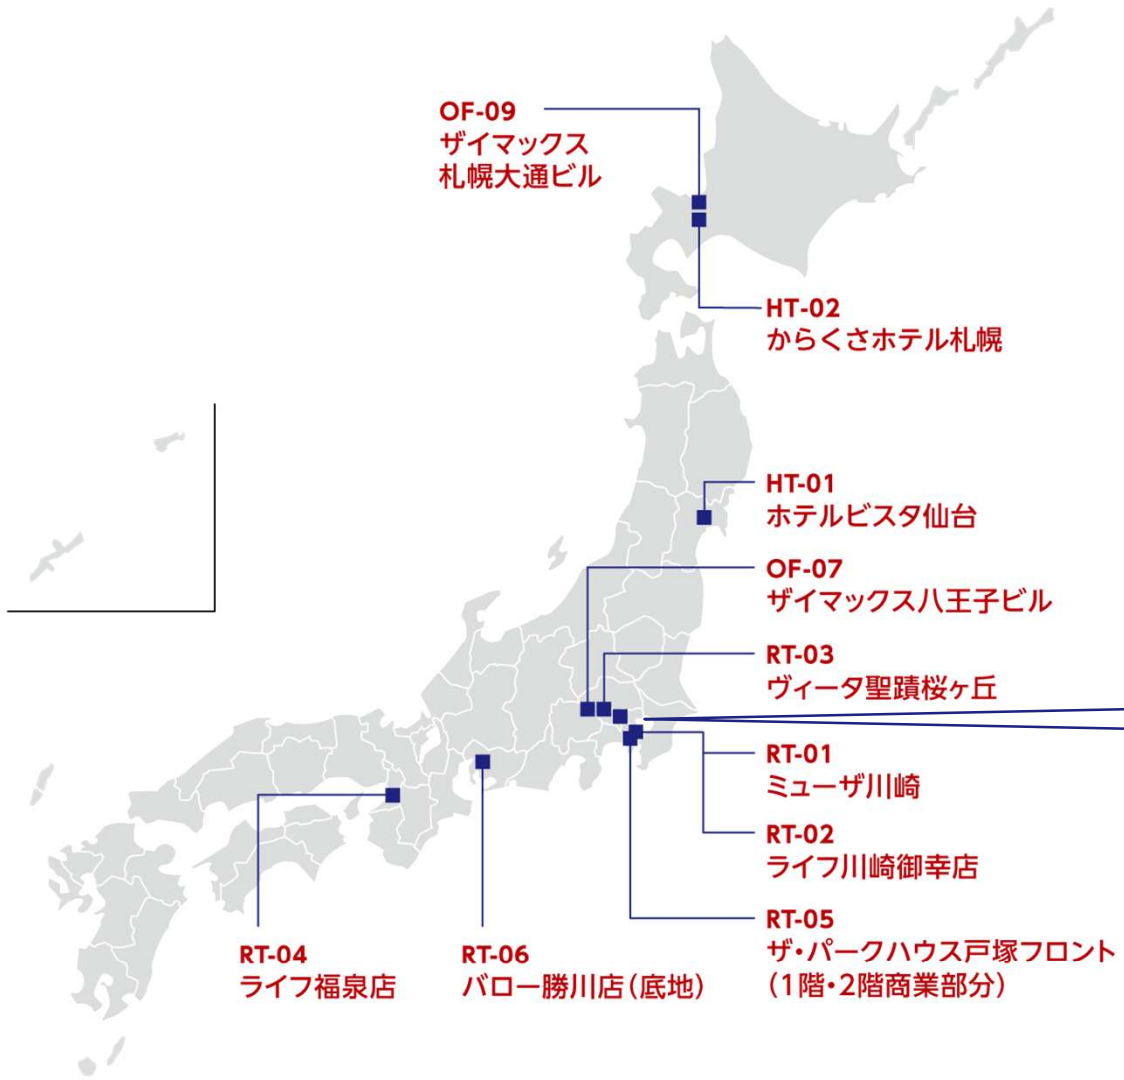 OF-09
ザイマックス
札幌大通ビル
HT-02
からくさホテル札幌
HT-01
ホテルビスタ仙台
OF-07
ザイマックス八王子ビル
RT-03
ヴィータ聖蹟桜ヶ丘
RT-01
ミューザ川崎
RT-02
ライフ川崎御幸店
RT-05
ザ・パークハウス戸塚フロント
(1階・2階商業部分)
RT-04
ライフ福泉店
RT-06
バロー勝川店(底地)